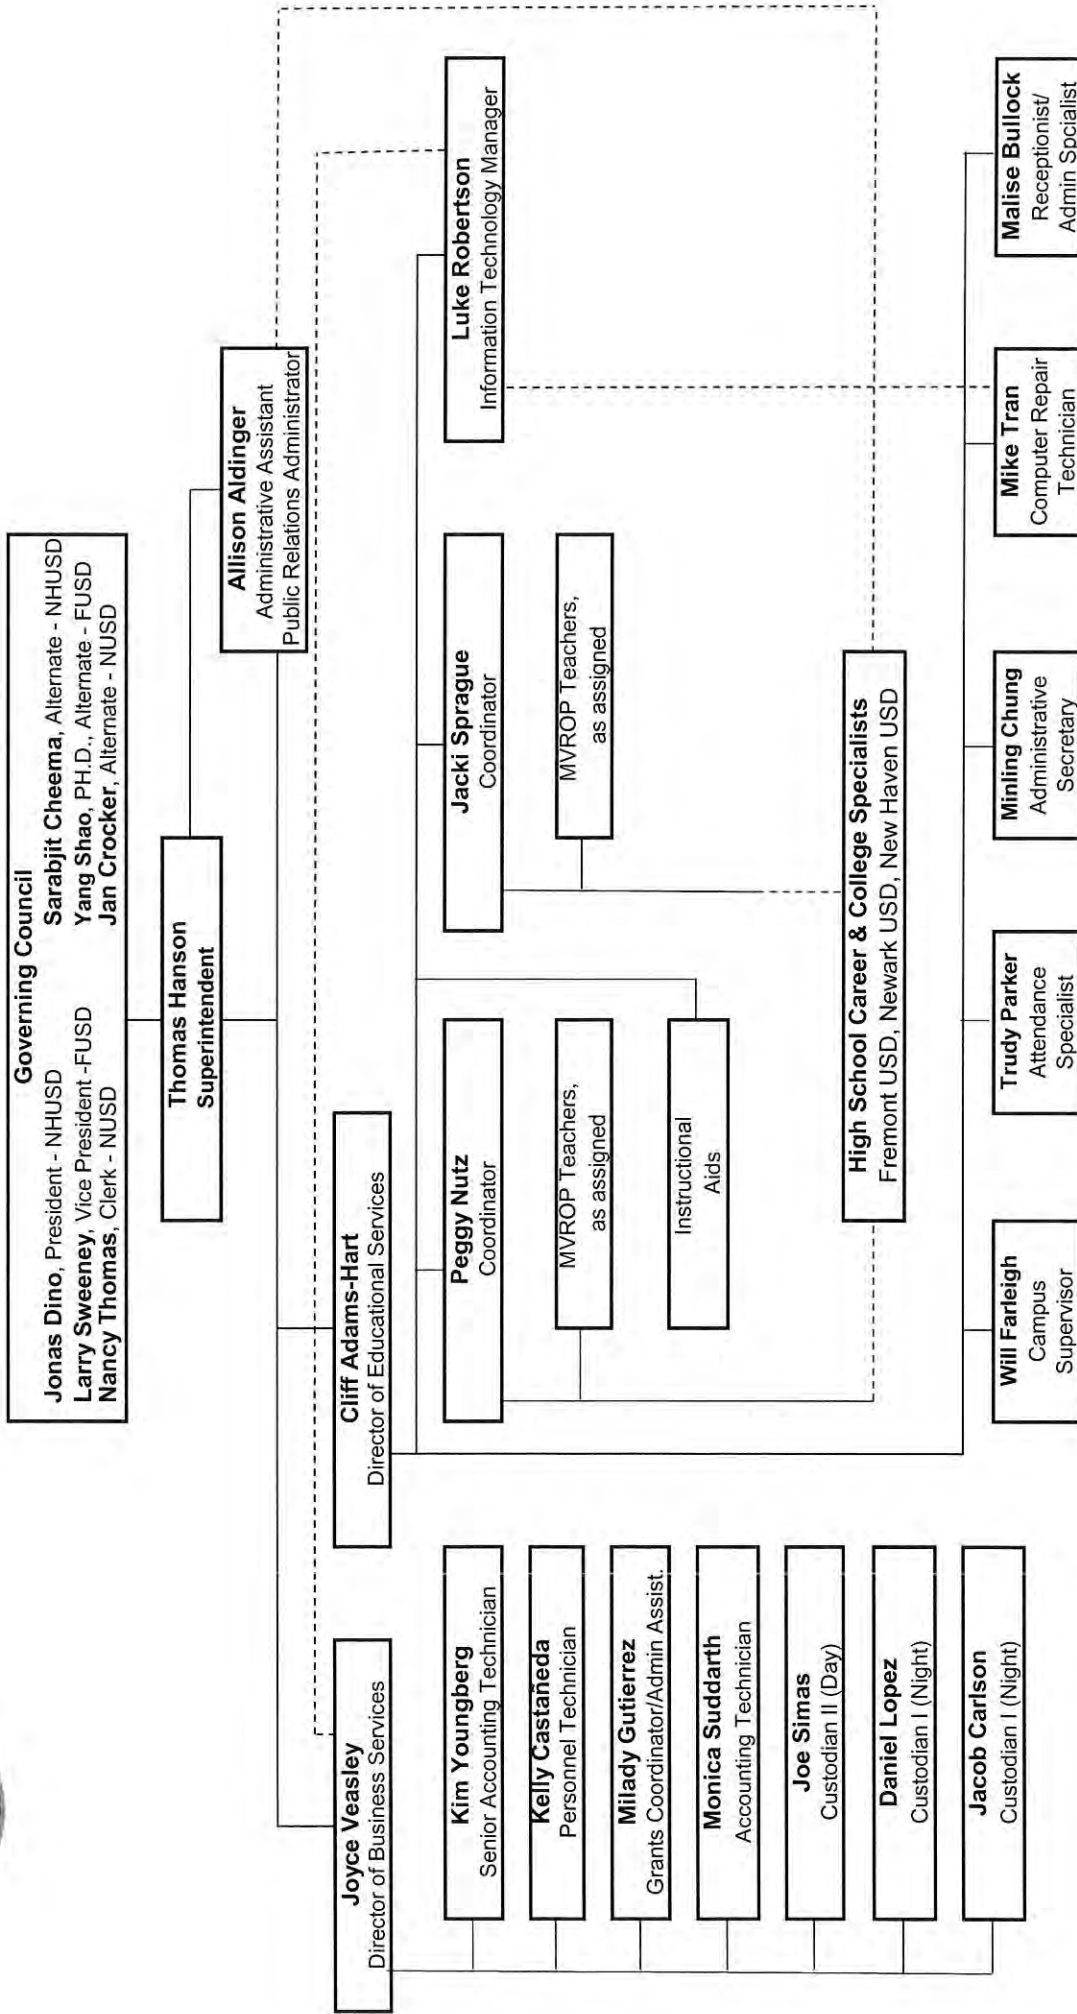 Governing Council
Jonas Dino, President - NHUSD
Larry Sweeney, Vice President -FUSD
Nancy Thomas, Clerk - NUSD
Sarabjit Cheema, Alternate - NHUSD
Yang Shao, PH.D., Alternate - FUSD
Jan Crocker, Alternate - NUSD
Thomas Hanson
Superintendent
Allison Aldinger
Administrative Assistant
Public Relations Administrator
Joyce Veasley
Director of Business Services
Cliff Adams-Hart
Director of Educational Services
Kim Youngberg
Senior Accounting Technician
Kelly Castañeda
Personnel Technician
Milady Gutierrez
Grants Coordinator/Admin Assist.
Monica Suddarth
Accounting Technician
Joe Simas
Custodian II (Day)
Daniel Lopez
Custodian I (Night)
Jacob Carlson
Custodian I (Night)
Peggy Nutz
Coordinator
MVROP Teachers,
as assigned
Instructional
Aids
Jacki Sprague
Coordinator
MVROP Teachers,
as assigned
Luke Robertson
Information Technology Manager
High School Career & College Specialists
Fremont USD, Newark USD, New Haven USD
Will Farleigh
Campus
Supervisor
Trudy Parker
Attendance
Specialist
Minling Chung
Administrative
Secretary
Mike Tran
Computer Repair
Technician
Malise Bullock
Receptionist/
Admin Spcialist